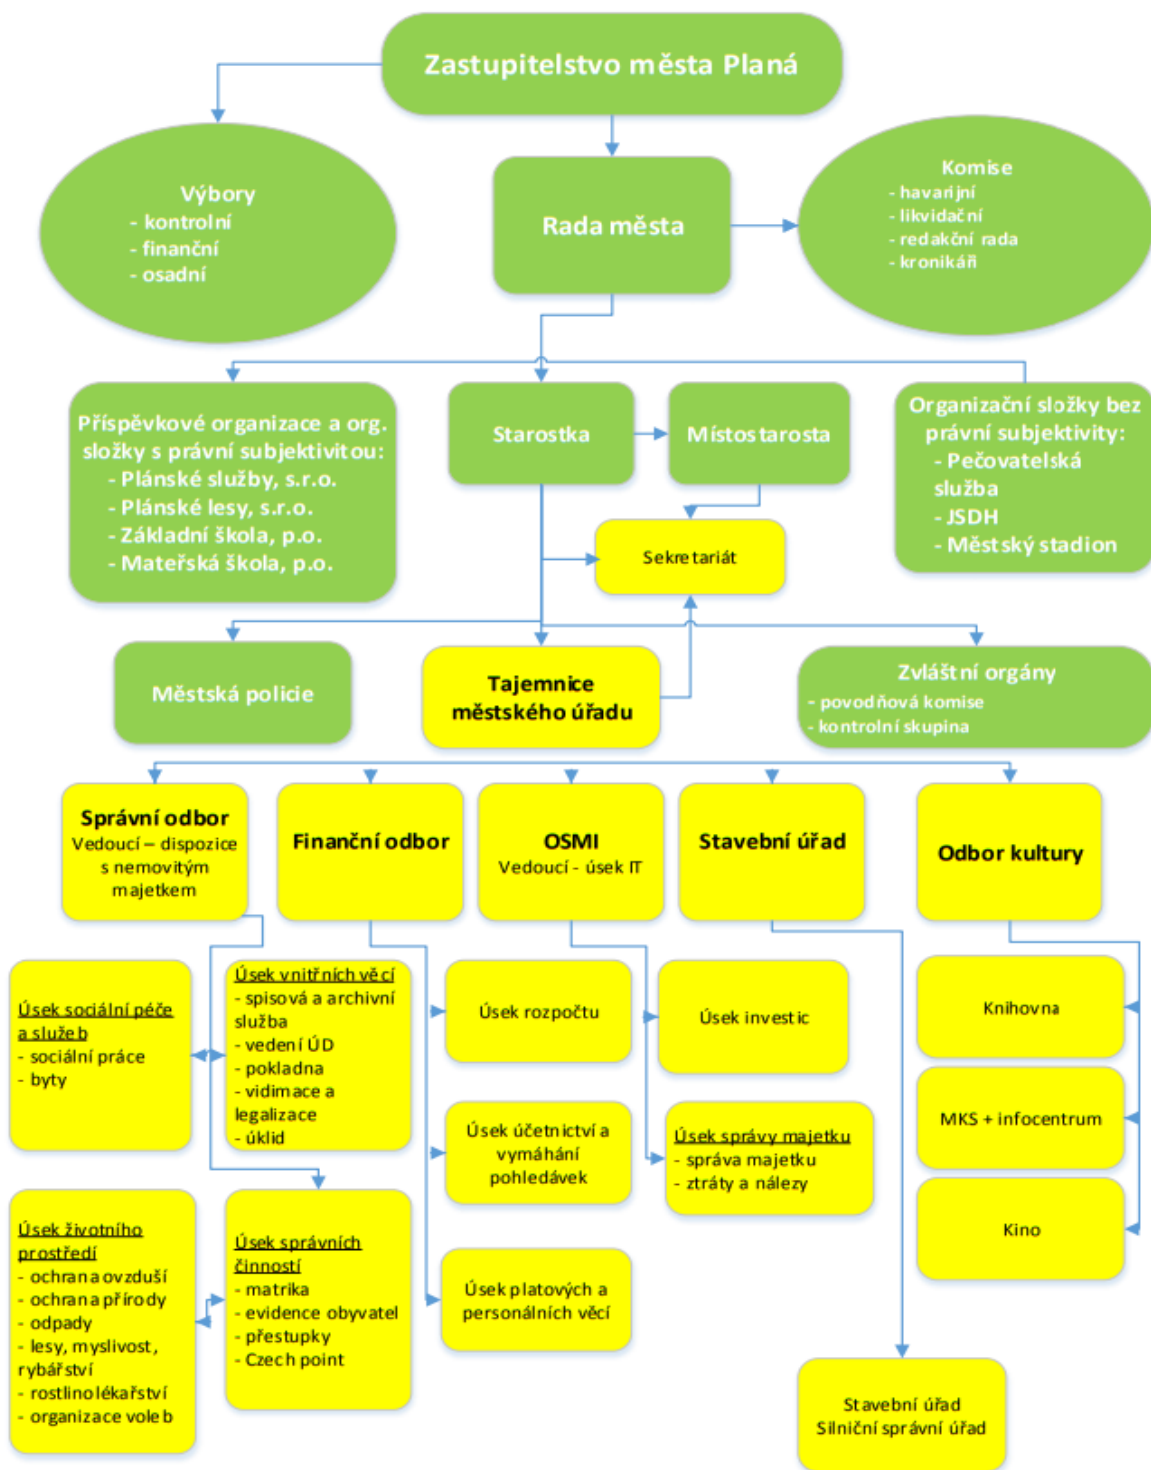 Zastupitelstvo města Planá
Výbory
- kontrolní
- finanční
- osadní
Rada města
Komise
- havarijní
- likvidační
- redakční rada
- kronikáři
Příspěvkové organizace a org.
složky s právní subjektivitou:
- Plánské služby, s.r.o.
- Plánské lesy, s.r.o.
- Základní škola, p.o.
- Mateřská škola, p.o.
Starostka
Místostarosta
Organizační složky bez
právní subjektivity:
- Pečovatelská
služba
- JSDH
- Městský stadion
Sekretariát
Městská policie
Tajemnice
městského úřadu
Zvláštní orgány
- povodňová komise
- kontrolní skupina
Správní odbor
Vedoucí – dispozice
s nemovitým
majetkem
Finanční odbor
OSMI
Vedoucí - úsek IT
Stavební úřad
Odbor kultury
Úsek sociální péče
a služeb
- sociální práce
- byty
Úsek vnitřních věcí
- spisová a archivní
služba
- vedení ÚD
- pokladna
- vidimace a
legalizace
- úklid
Úsek rozpočtu
Úsek investic
Knihovna
Úsek účetnictví a
vymáhání
pohledávek
Úsek správy majetku
- správa majetku
- ztráty a nálezy
MKS + infocentrum
Úsek životního
prostředí
- ochrana ovzduší
- ochrana přírody
- odpady
- lesy, myslivost,
rybářství
- rostlinolékařství
- organizace voleb
Úsek správních
činností
- matrika
- evidence obyvatel
- přestupky
- Czech point
Úsek platových a
personálních věcí
Kino
Stavební úřad
Silniční správní úřad